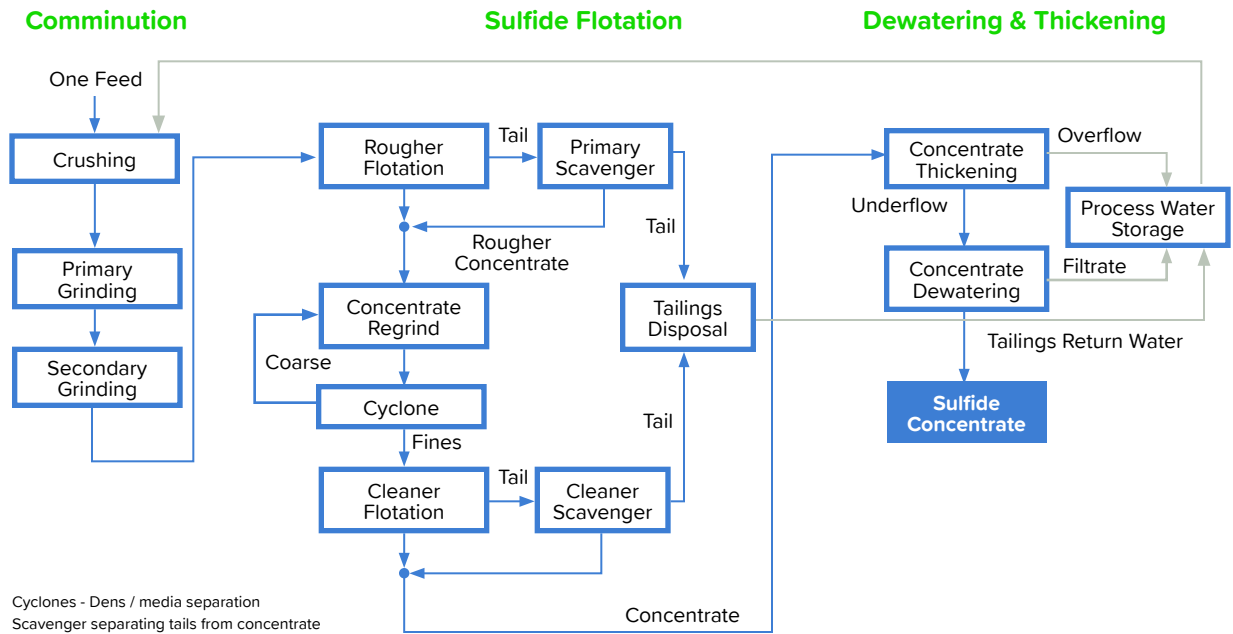 Comminution
Sulfide Flotation
Dewatering & Thickening
One Feed
Crushing
Primary
Grinding
Secondary
Grinding
Rougher
Flotation
Tail
Primary
Scavenger
Rougher
Concentrate
Tail
Concentrate
Regrind
Coarse
Cyclone
Fines
Cleaner
Flotation
Tail
Cleaner
Scavenger
Tail
Tailings
Disposal
Concentrate
Concentrate
Thickening
Overflow
Underflow
Process Water
Storage
Concentrate
Dewatering
Filtrate
Tailings Return Water
Sulfide
Concentrate
Cyclones - Dens / media separation
Scavenger separating tails from concentrate